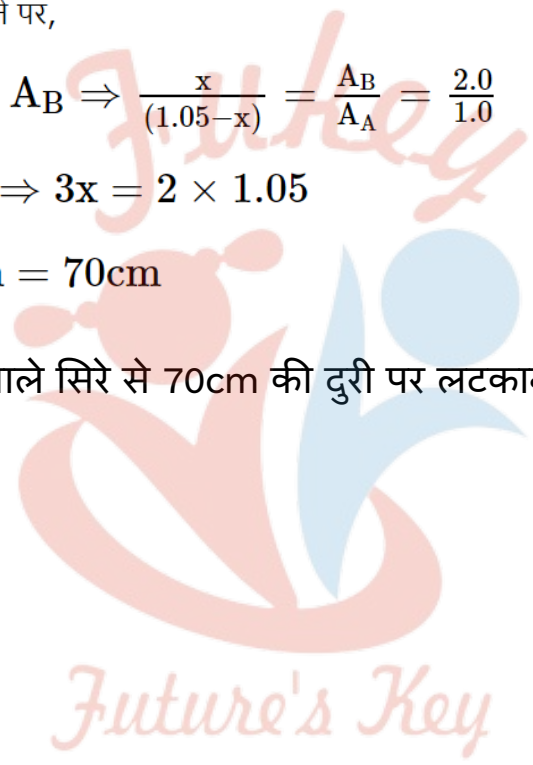 पर,
A_B ⇒ x/(1.05−x) = A_B/A_A = 2.0/1.0
⇒ 3x = 2 × 1.05
= 70cm
सिरे से 70cm की दुरी पर
Fukey
Future's Key